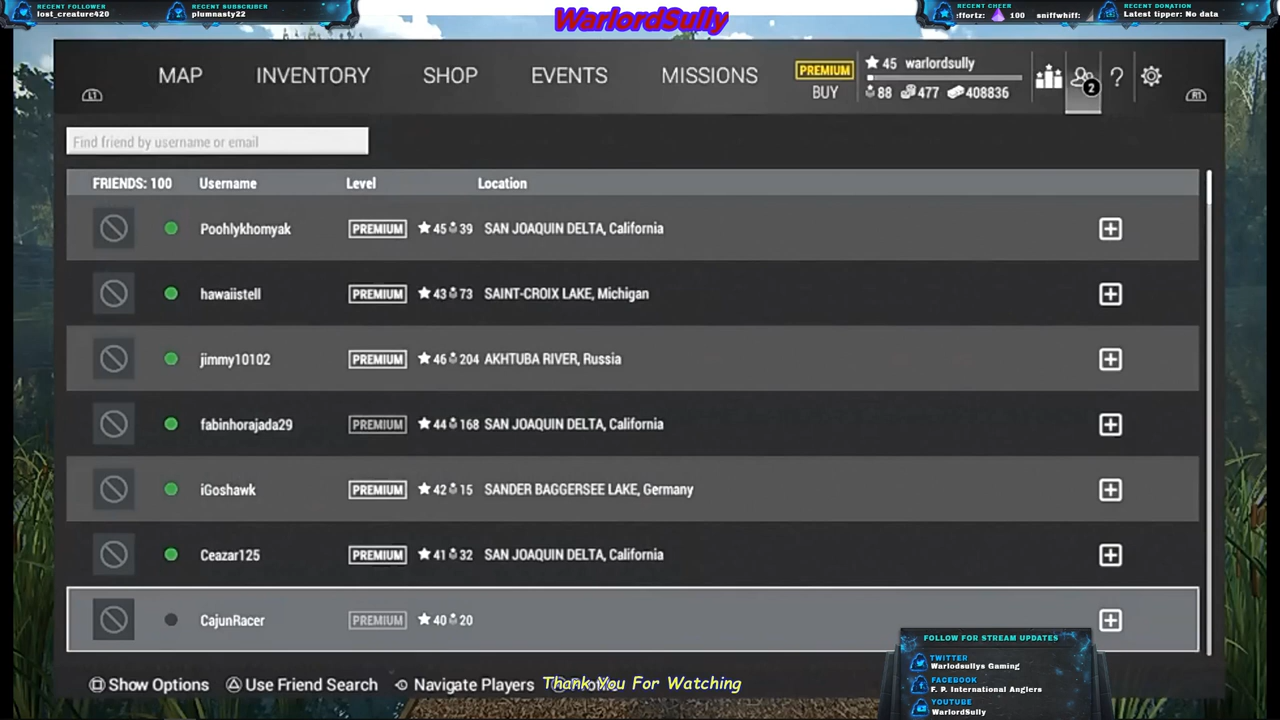 RECENT FOLLOWER
lost_creature420
RECENT SUBSCRIBER
plumnasty22
WarlordSully
RECENT CHEER
effortz: 100 sniffwhiff:
RECENT DONATION
Latest tipper: No data
MAP INVENTORY SHOP EVENTS MISSIONS
PREMIUM
BUY
45 warlordsully
88 477 408836
2
?
L1
R1
Find friend by username or email
FRIENDS: 100 Username Level Location
Poohlykhomyak PREMIUM 45 39 SAN JOAQUIN DELTA, California
hawaiistell PREMIUM 43 73 SAINT-CROIX LAKE, Michigan
jimmy10102 PREMIUM 46 204 AKHTUBA RIVER, Russia
fabinhorajada29 PREMIUM 44 168 SAN JOAQUIN DELTA, California
iGoshawk PREMIUM 42 15 SANDER BAGGERSEE LAKE, Germany
Ceazar125 PREMIUM 41 32 SAN JOAQUIN DELTA, California
CajunRacer PREMIUM 40 20
Show Options Use Friend Search Navigate Players
Thank You For Watching
FOLLOW FOR STREAM UPDATES
TWITTER
Warlodsullys Gaming
FACEBOOK
F. P. International Anglers
YOUTUBE
WarlordSully